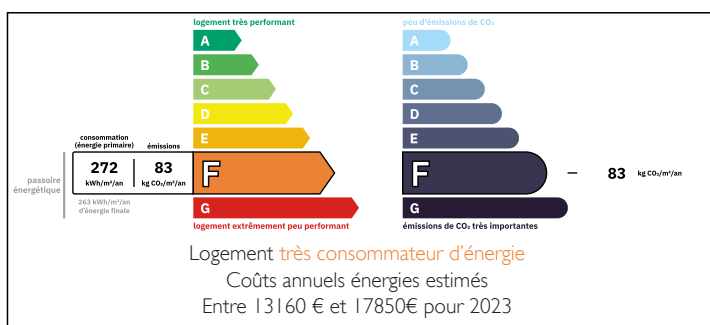 logement très performant
A
B
C
D
E
F
G
logement extrêmement peu performant
consommation
(énergie primaire)
émissions
272
kWh/m²/an
83
kg CO₂/m²/an
263 kWh/m²/an
d'énergie finale
passoire
énergétique
peu d'émissions de CO₂
A
B
C
D
E
F
G
émissions de CO₂ très importantes
83 kg CO₂/m²/an
Logement très consommateur d'énergie
Coûts annuels énergies estimés
Entre 13160 € et 17850€ pour 2023